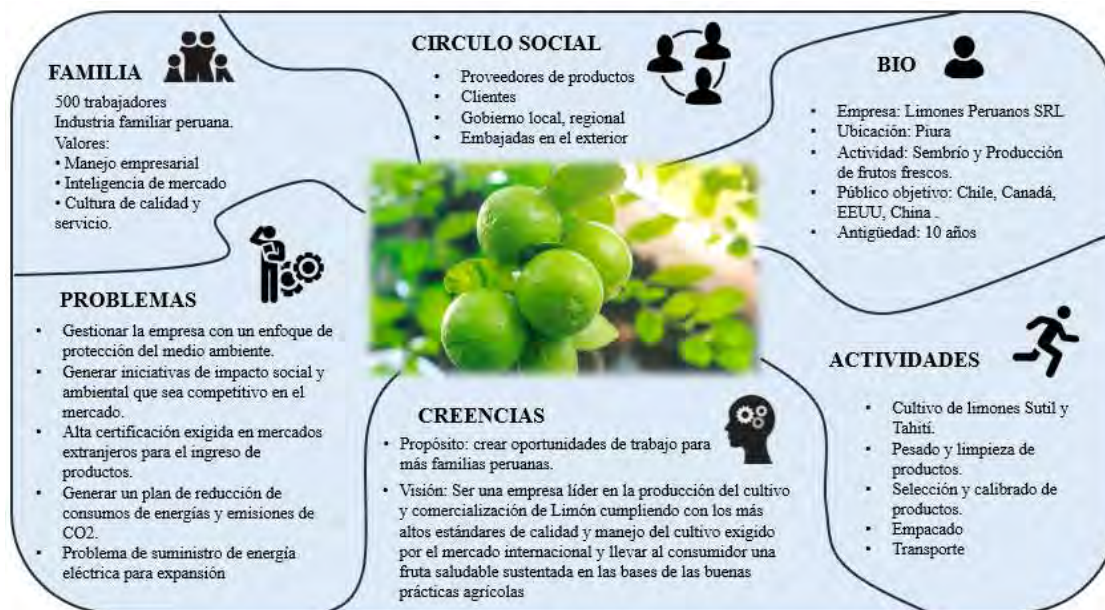 FAMILIA
500 trabajadores
Industria familiar peruana.
Valores:
• Manejo empresarial
• Inteligencia de mercado
• Cultura de calidad y
servicio.
CIRCULO SOCIAL
• Proveedores de productos
• Clientes
• Gobierno local, regional
• Embajadas en el exterior
BIO
• Empresa: Limones Peruanos SRL
• Ubicación: Piura
• Actividad: Sembrío y Producción
de frutos frescos.
• Público objetivo: Chile, Canadá,
EEUU, China .
• Antigüedad: 10 años
PROBLEMAS
• Gestionar la empresa con un enfoque de
protección del medio ambiente.
• Generar iniciativas de impacto social y
ambiental que sea competitivo en el
mercado.
• Alta certificación exigida en mercados
extranjeros para el ingreso de
productos.
• Generar un plan de reducción de
consumos de energías y emisiones de
CO2.
• Problema de suministro de energía
eléctrica para expansión
CREENCIAS
• Propósito: crear oportunidades de trabajo para
más familias peruanas.
• Visión: Ser una empresa líder en la producción del cultivo
y comercialización de Limón cumpliendo con los más
altos estándares de calidad y manejo del cultivo exigido
por el mercado internacional y llevar al consumidor una
fruta saludable sustentada en las bases de las buenas
prácticas agrícolas
ACTIVIDADES
• Cultivo de limones Sutil y
Tahití.
• Pesado y limpieza de
productos.
• Selección y calibrado de
productos.
• Empacado
• Transporte